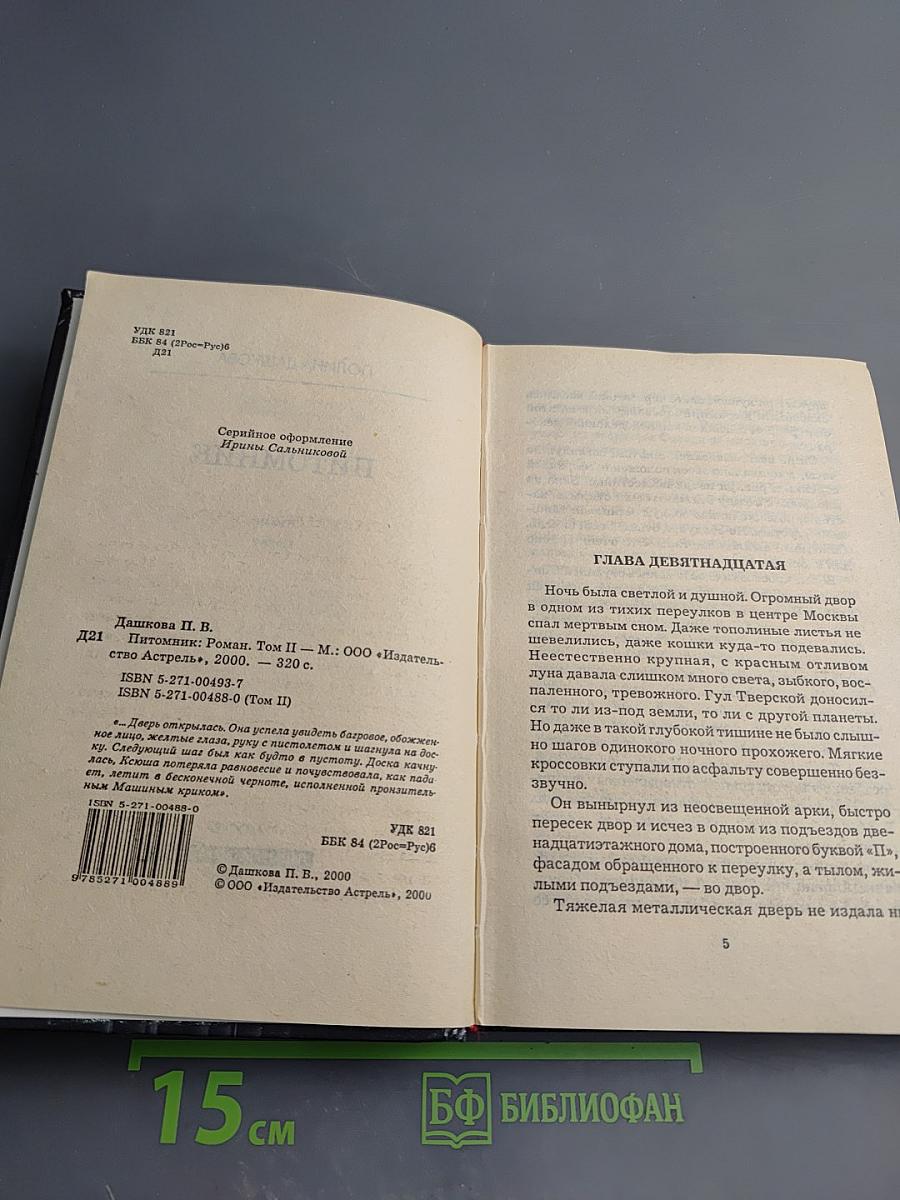 УДК 821
ББК 84 (2Рос=Рус)6
Д21
Серийное оформление
Ирины Сальниковой
Дашкова П. В.
Д21 Питомник: Роман. Том II — М.: ООО «Издатель-
ство Астрель», 2000. — 320 с.
ISBN 5-271-00493-7
ISBN 5-271-00488-0 (Том II)
«... Дверь открылась. Она успела увидеть багровое, обожжен-
ное лицо, желтые глаза, руку с пистолетом и шагнула на дос-
ку. Следующий шаг был как будто в пустоту. Доска качну-
лась, Ксюша потеряла равновесие и почувствовала, как пада-
ет, летит в бесконечной черноте, исполненной пронзитель-
ным Машиным криком».
ISBN 5-271-00488-0
9785271004889
УДК 821
ББК 84 (2Рос=Рус)6
© Дашкова П. В., 2000
© ООО «Издательство Астрель», 2000
ГЛАВА ДЕВЯТНАДЦАТАЯ
Ночь была светлой и душной. Огромный двор
в одном из тихих переулков в центре Москвы
спал мертвым сном. Даже тополиные листья не
шевелились, даже кошки куда-то подевались.
Неестественно крупная, с красным отливом
луна давала слишком много света, зыбкого, вос-
паленного, тревожного. Гул Тверской доносил-
ся то ли из-под земли, то ли с другой планеты.
Но даже в такой глубокой тишине не было слыш-
но шагов одинокого ночного прохожего. Мягкие
кроссовки ступали по асфальту совершенно без-
звучно.
Он вынырнул из неосвещенной арки, быстро
пересек двор и исчез в одном из подъездов две-
надцатиэтажного дома, построенного буквой «П»,
фасадом обращенного к переулку, а тылом, жи-
лыми подъездами, — во двор.
Тяжелая металлическая дверь не издала ни
5
15 см
БФ БИБЛИОФАН